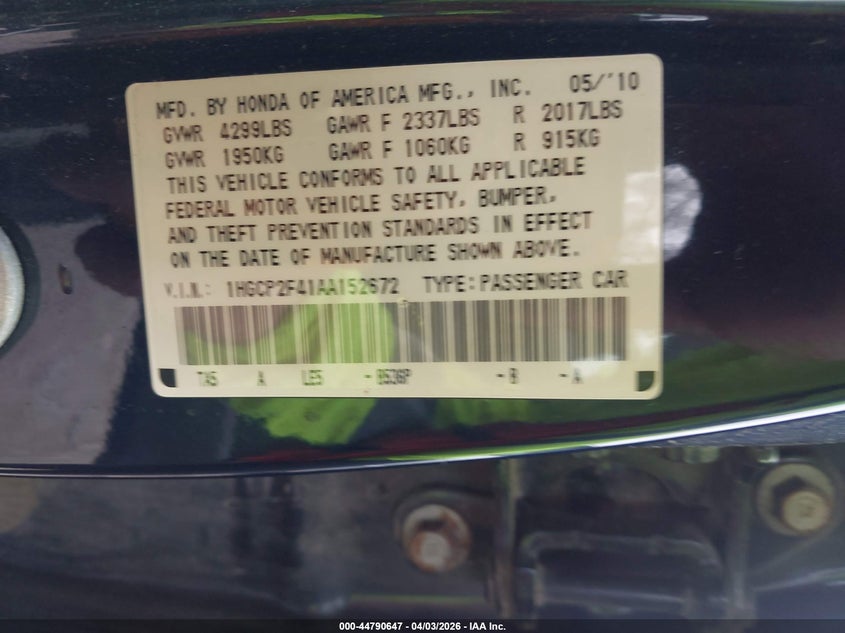 MFD. BY HONDA OF AMERICA MFG., INC. 05/'10
GVWR 4299LBS GAWR F 2337LBS R 2017LBS
GVWR 1950KG GAWR F 1060KG R 915KG
THIS VEHICLE CONFORMS TO ALL APPLICABLE
FEDERAL MOTOR VEHICLE SAFETY, BUMPER,
AND THEFT PREVENTION STANDARDS IN EFFECT
ON THE DATE OF MANUFACTURE SHOWN ABOVE.
V.I.N.: 1HGCP2F41AA152672 TYPE:PASSENGER CAR
TA5 A LE5 -B536P -B -A
000-44790647 - 04/03/2026 - IAA Inc.